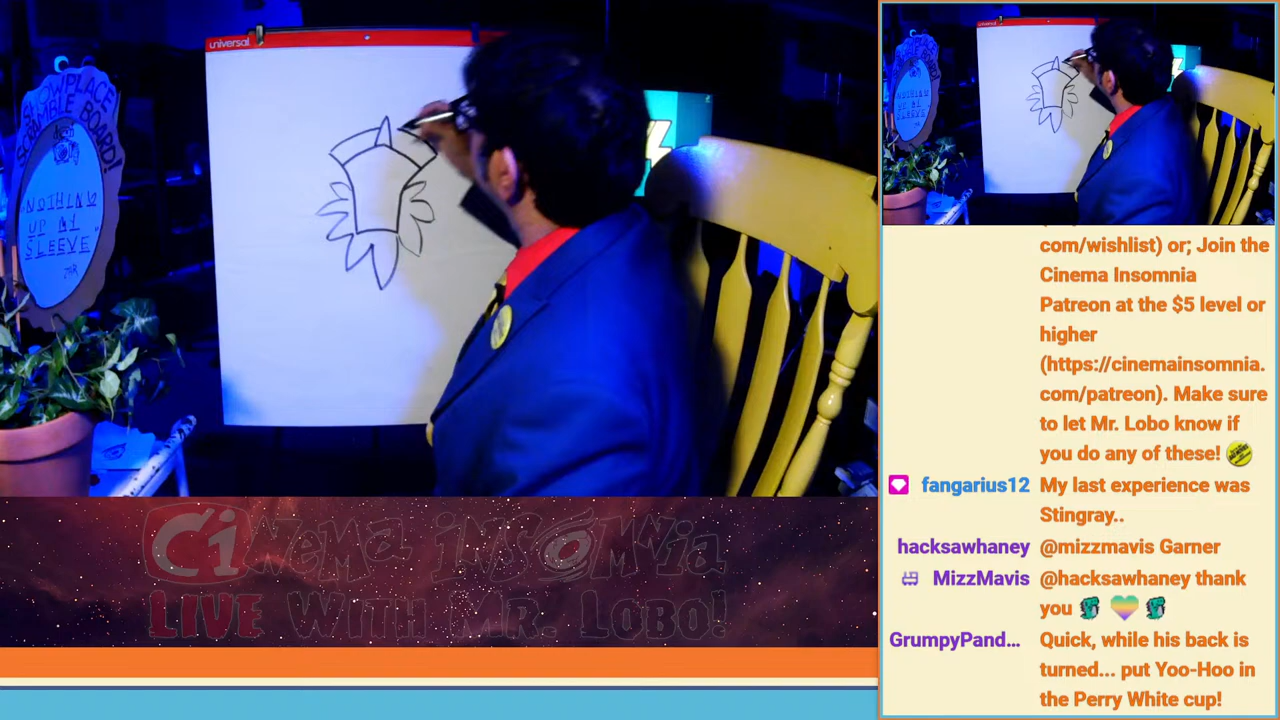 universal
SHOWPLACE
SCRAMBLE BOARD!
"NOTHING
UP MY
SLEEVE"
CiNeMa iNSOMNia
LIVE WITH MR. LOBO!
com/wishlist) or; Join the
Cinema Insomnia
Patreon at the $5 level or
higher
(https://cinemainsomnia.
com/patreon). Make sure
to let Mr. Lobo know if
you do any of these!
fangarius12 My last experience was
Stingray..
hacksawhaney @mizzmavis Garner
MizzMavis @hacksawhaney thank
you
GrumpyPand... Quick, while his back is
turned... put Yoo-Hoo in
the Perry White cup!